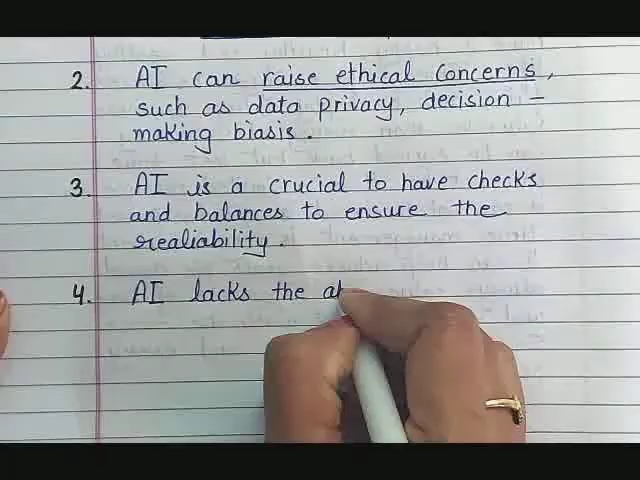 2. AI can raise ethical concerns,
such as data privacy, decision -
making biasis.
3. AI is a crucial to have checks
and balances to ensure the
realiability.
4. AI lacks the ab